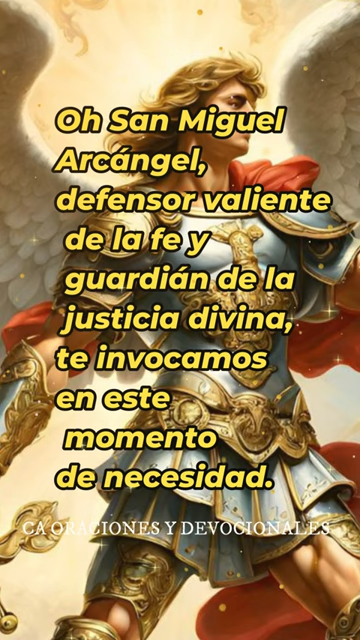 Oh San Miguel
Arcángel,
defensor valiente
de la fe y
guardián de la
justicia divina,
te invocamos
en este
momento
de necesidad.
CA ORACIONES Y DEVOCIONALES